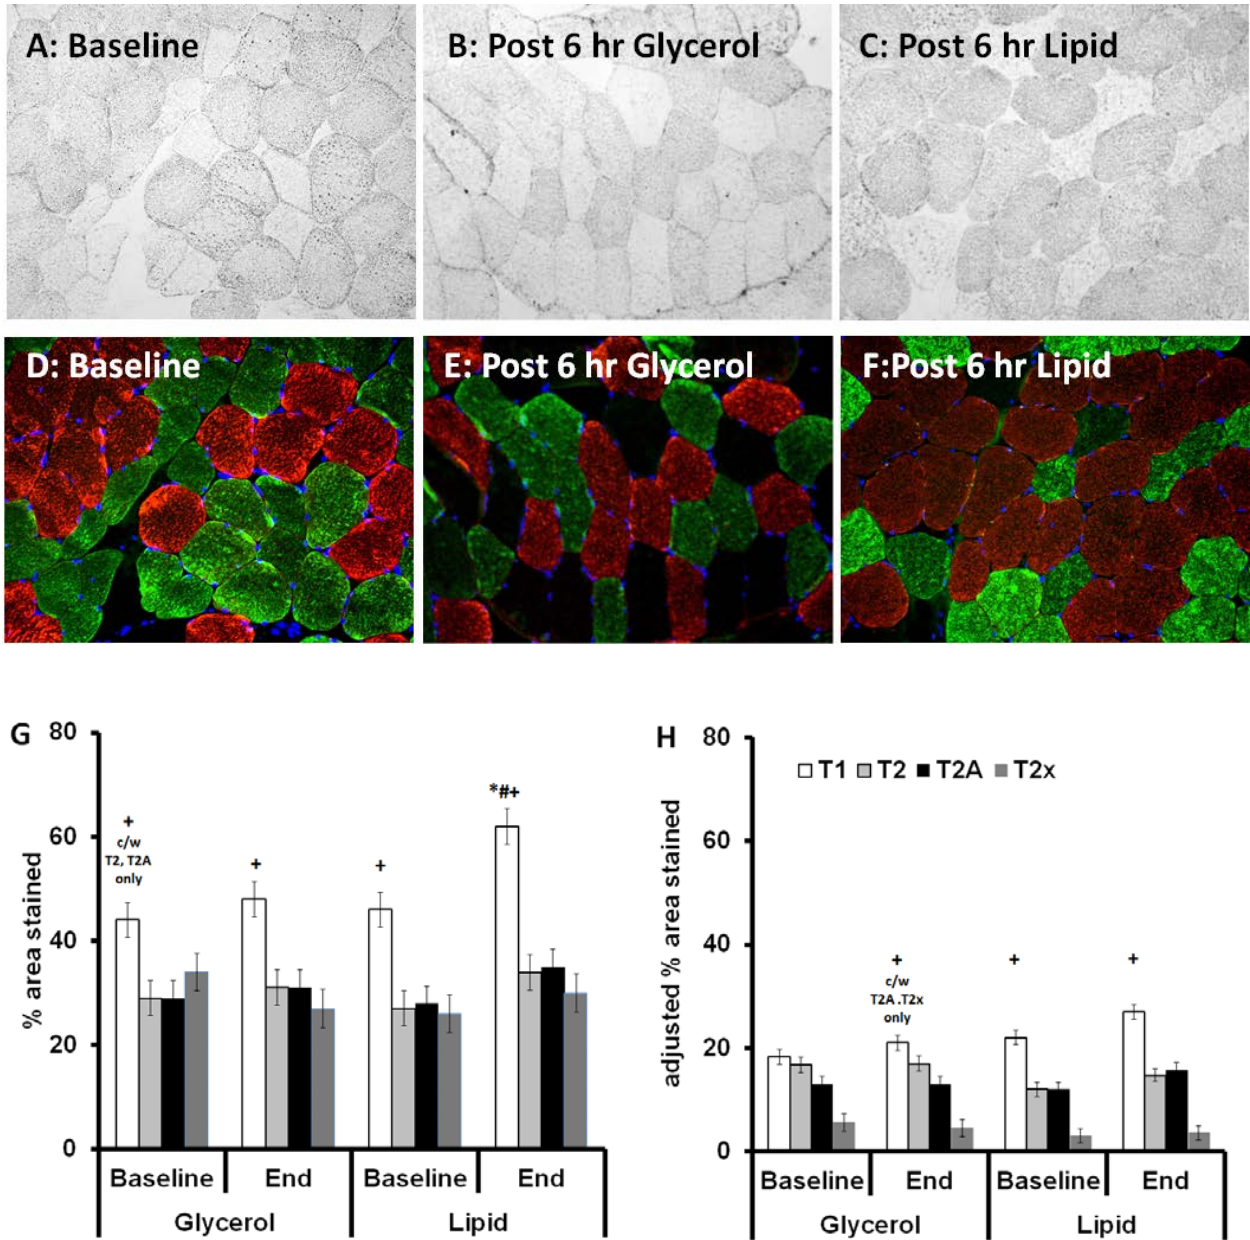 A: Baseline
B: Post 6 hr Glycerol
C: Post 6 hr Lipid
D: Baseline
E: Post 6 hr Glycerol
F:Post 6 hr Lipid
G
% area stained
80
60
40
20
0
+
c/w
T2, T2A
only
+
+
*#+
Baseline
End
Baseline
End
Glycerol
Lipid
H
adjusted % area stained
80
60
40
20
0
T1
T2
T2A
T2x
+
c/w
T2A .T2x
only
+
+
Baseline
End
Baseline
End
Glycerol
Lipid